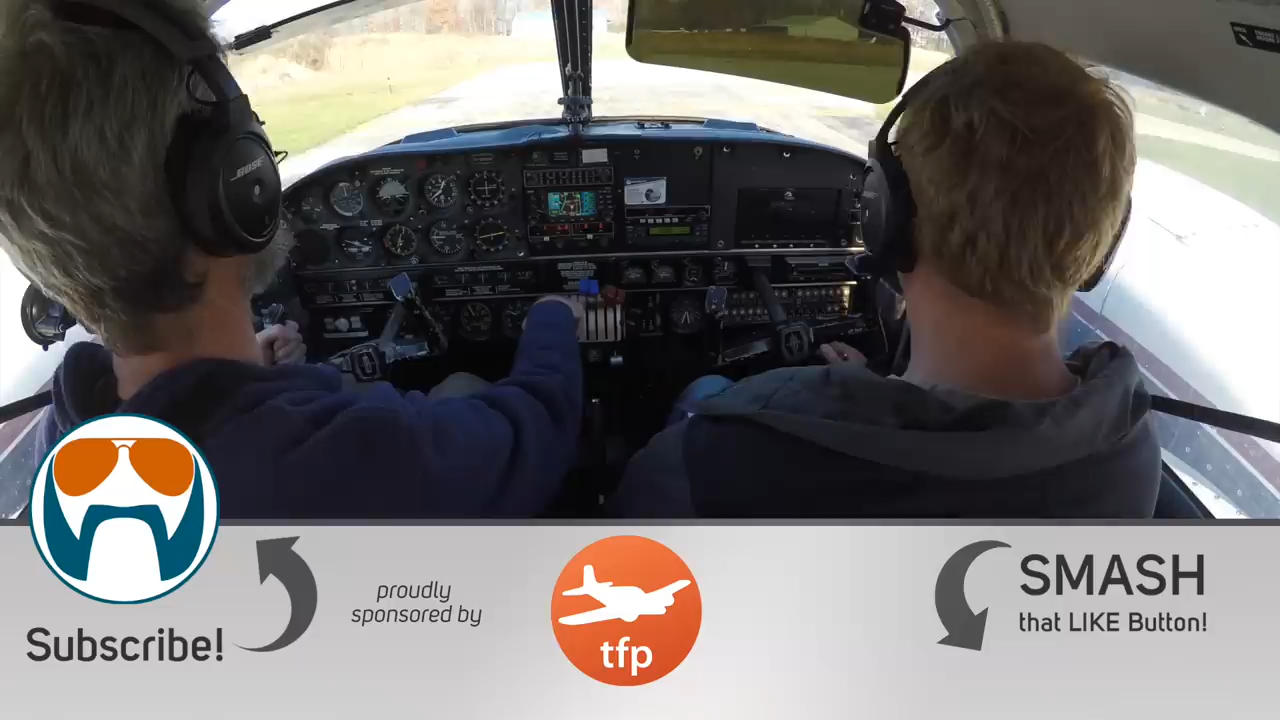 BOSE
Subscribe!
proudly
sponsored by
tfp
SMASH
that LIKE Button!